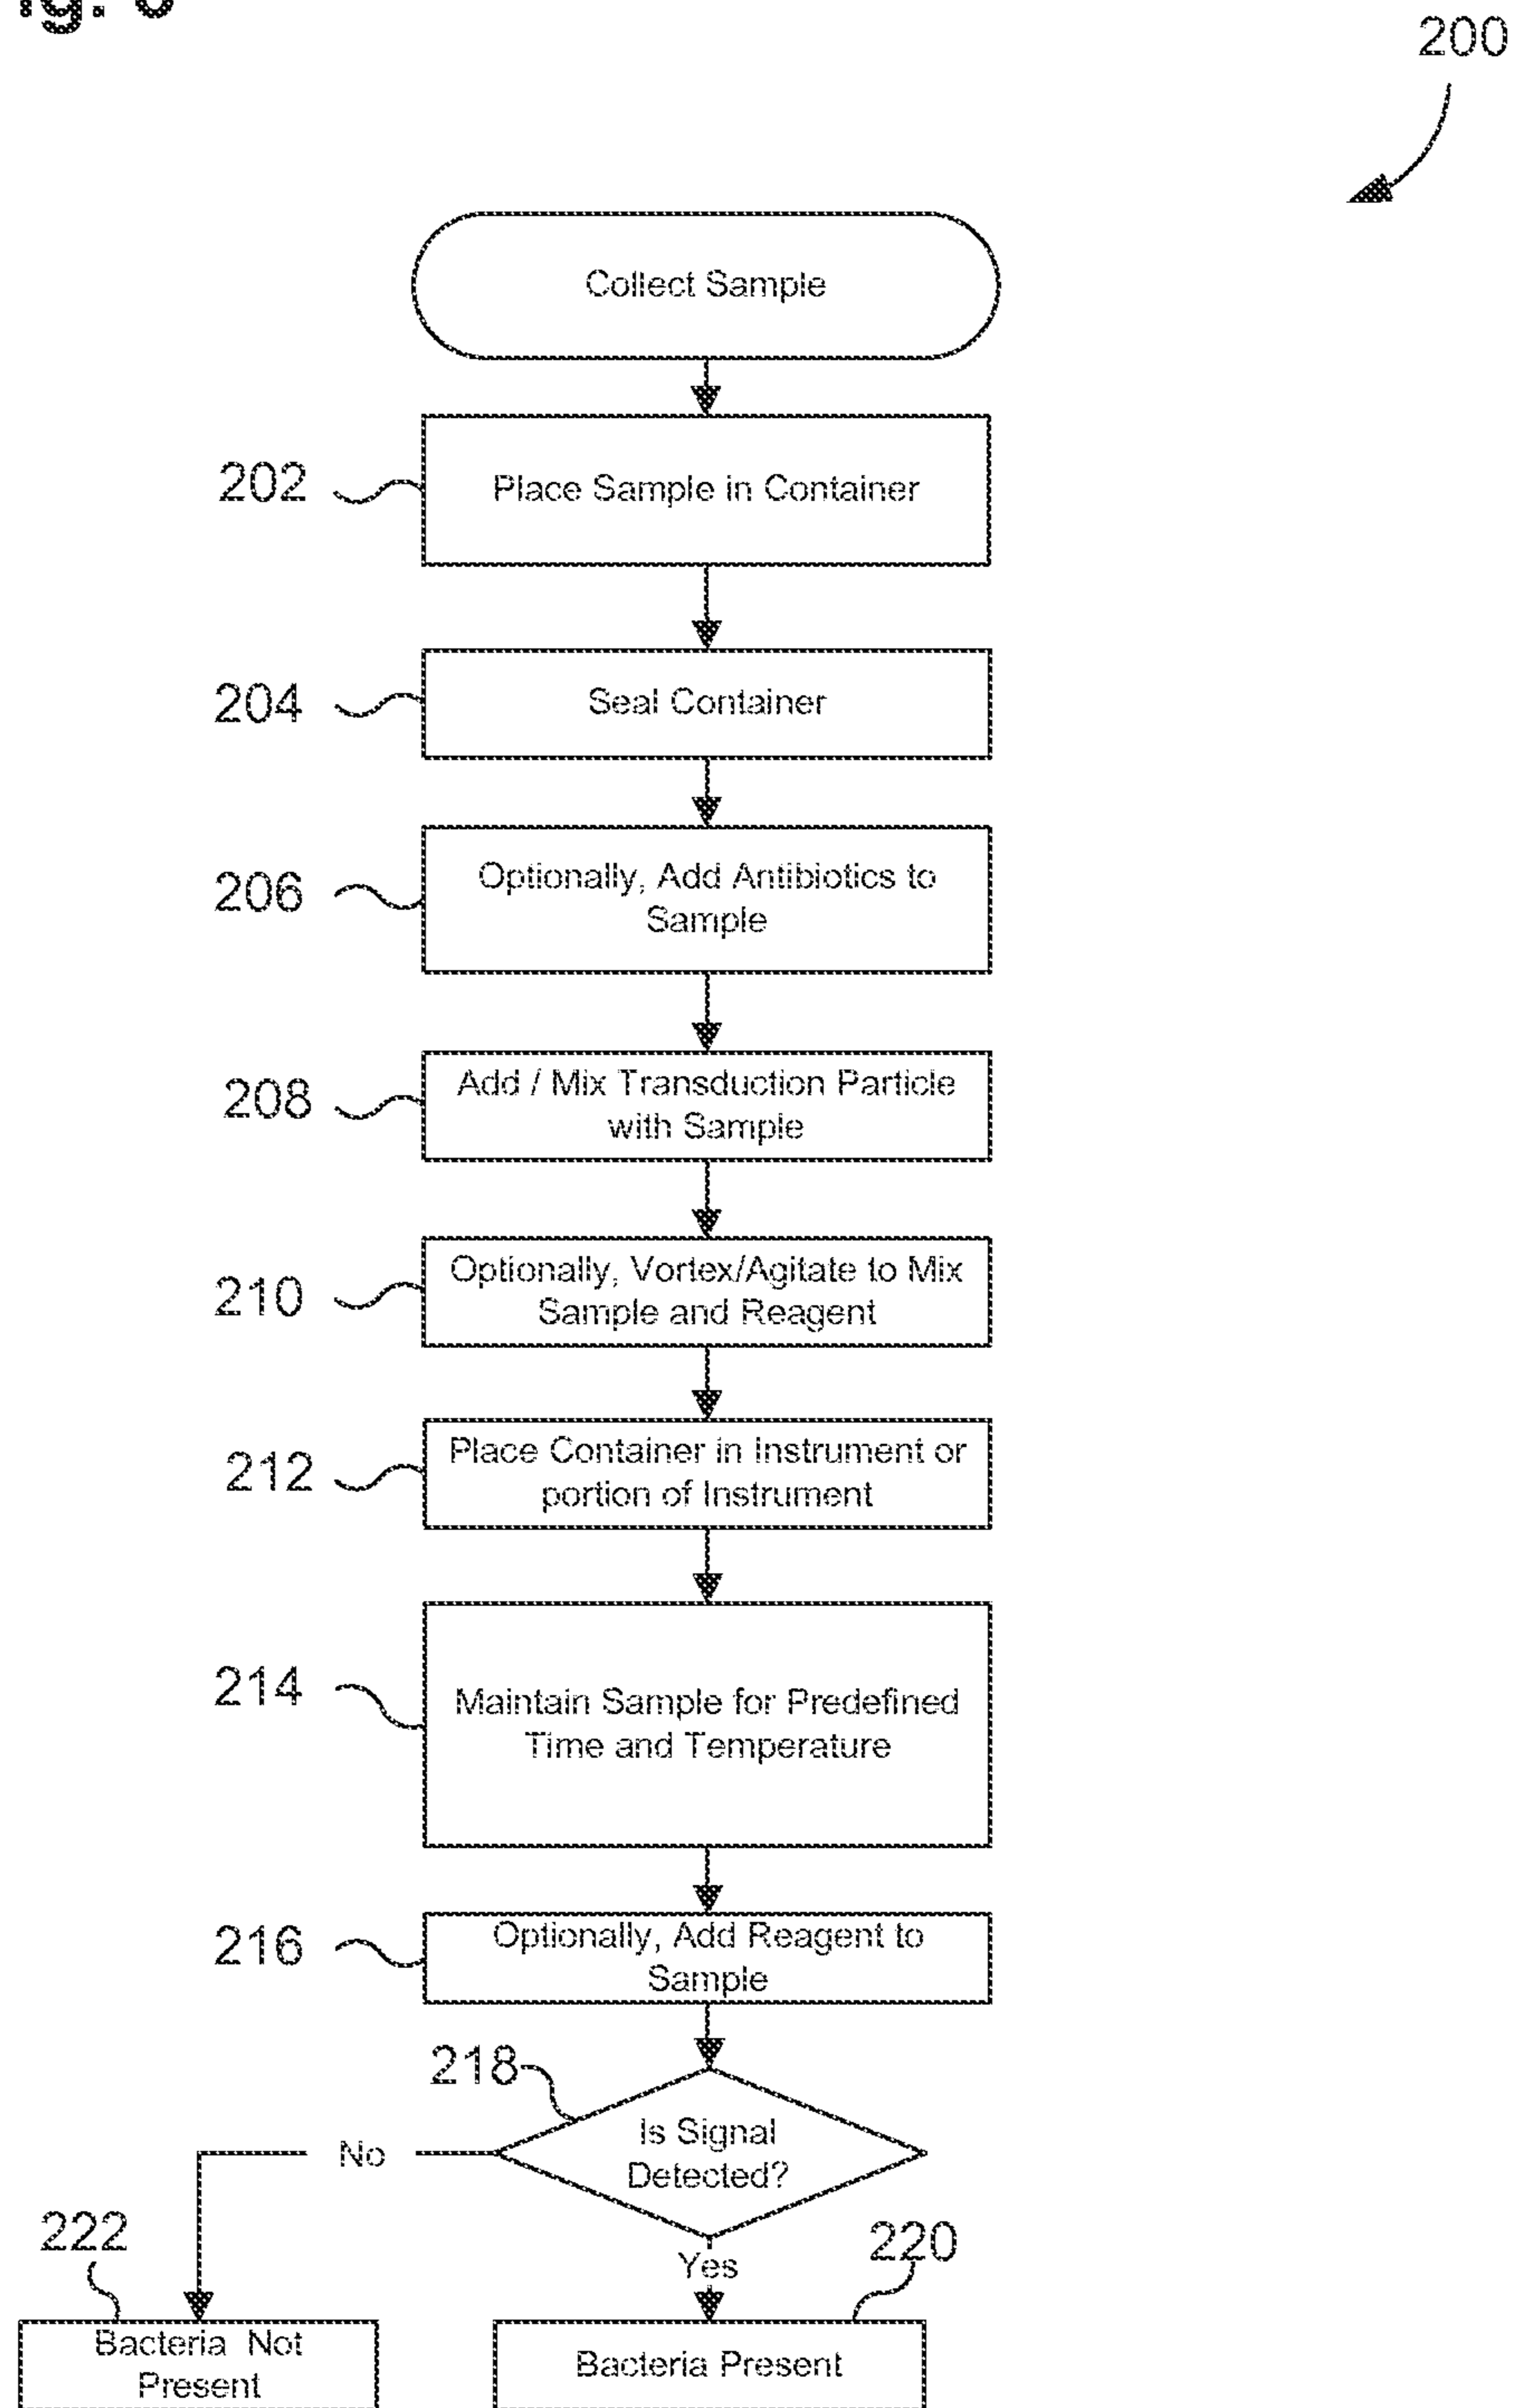 200
Collect Sample
202
Place Sample in Container
204
Seal Container
206
Optionally, Add Antibiotics to
Sample
208
Add / Mix Transduction Particle
with Sample
210
Optionally, Vortex/Agitate to Mix
Sample and Reagent
212
Place Container in Instrument or
portion of Instrument
214
Maintain Sample for Predefined
Time and Temperature
216
Optionally, Add Reagent to
Sample
218
Is Signal
Detected?
No
Yes
222
220
Bacteria Not
Present
Bacteria Present